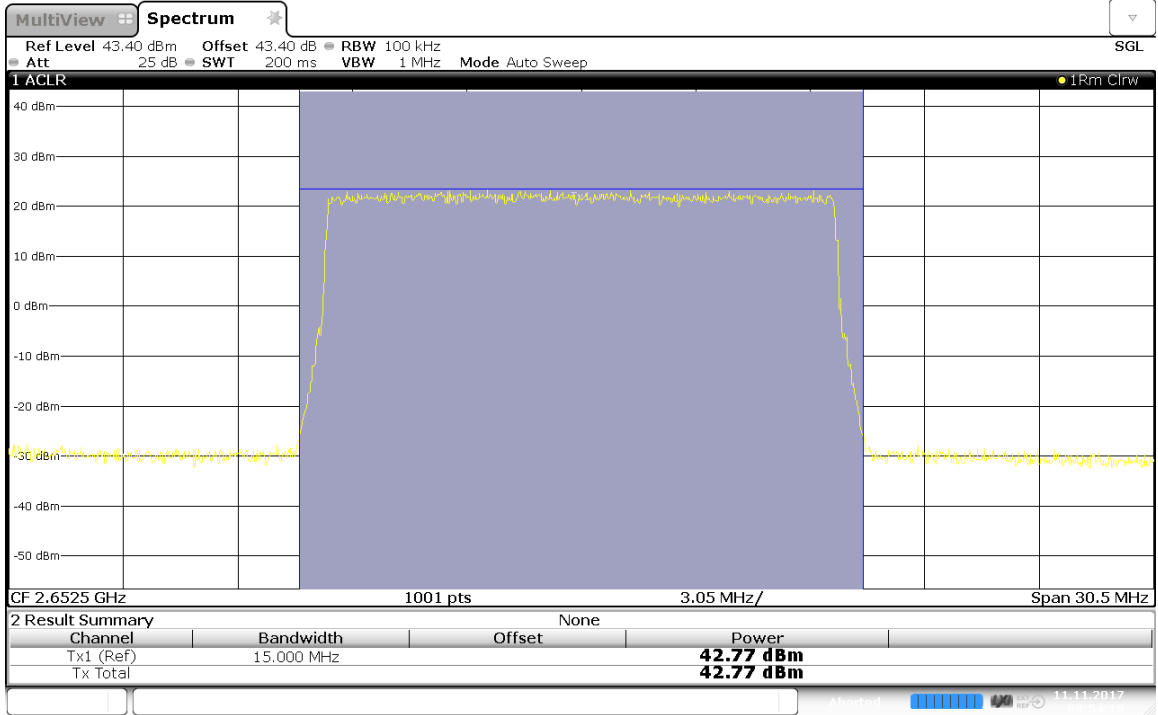 MultiView Spectrum
Ref Level 43.40 dBm Offset 43.40 dB RBW 100 kHz SGL
Att 25 dB SWT 200 ms VBW 1 MHz Mode Auto Sweep
1 ACLR 1Rm Clrw
40 dBm
30 dBm
20 dBm
10 dBm
0 dBm
-10 dBm
-20 dBm
-30 dBm
-40 dBm
-50 dBm
CF 2.6525 GHz 1001 pts 3.05 MHz/ Span 30.5 MHz
2 Result Summary None
Channel Bandwidth Offset Power
Tx1 (Ref) 15.000 MHz 42.77 dBm
Tx Total 42.77 dBm
Aborted 11.11.2017